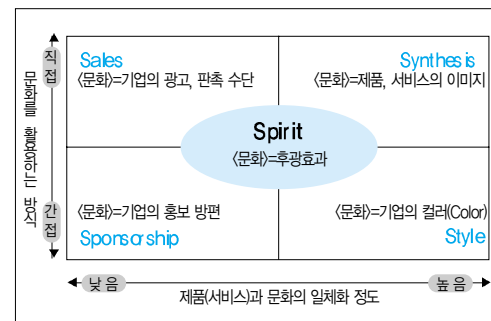 직접
Sales
〈문화〉=기업의 광고, 판촉 수단
Synthesis
〈문화〉=제품, 서비스의 이미지
문화를 활용하는 방식
Spirit
〈문화〉=후광효과
간접
〈문화〉=기업의 홍보 방편
Sponsorship
〈문화〉=기업의 컬러(Color)
Style
낮음
높음
제품(서비스)과 문화의 일체화 정도